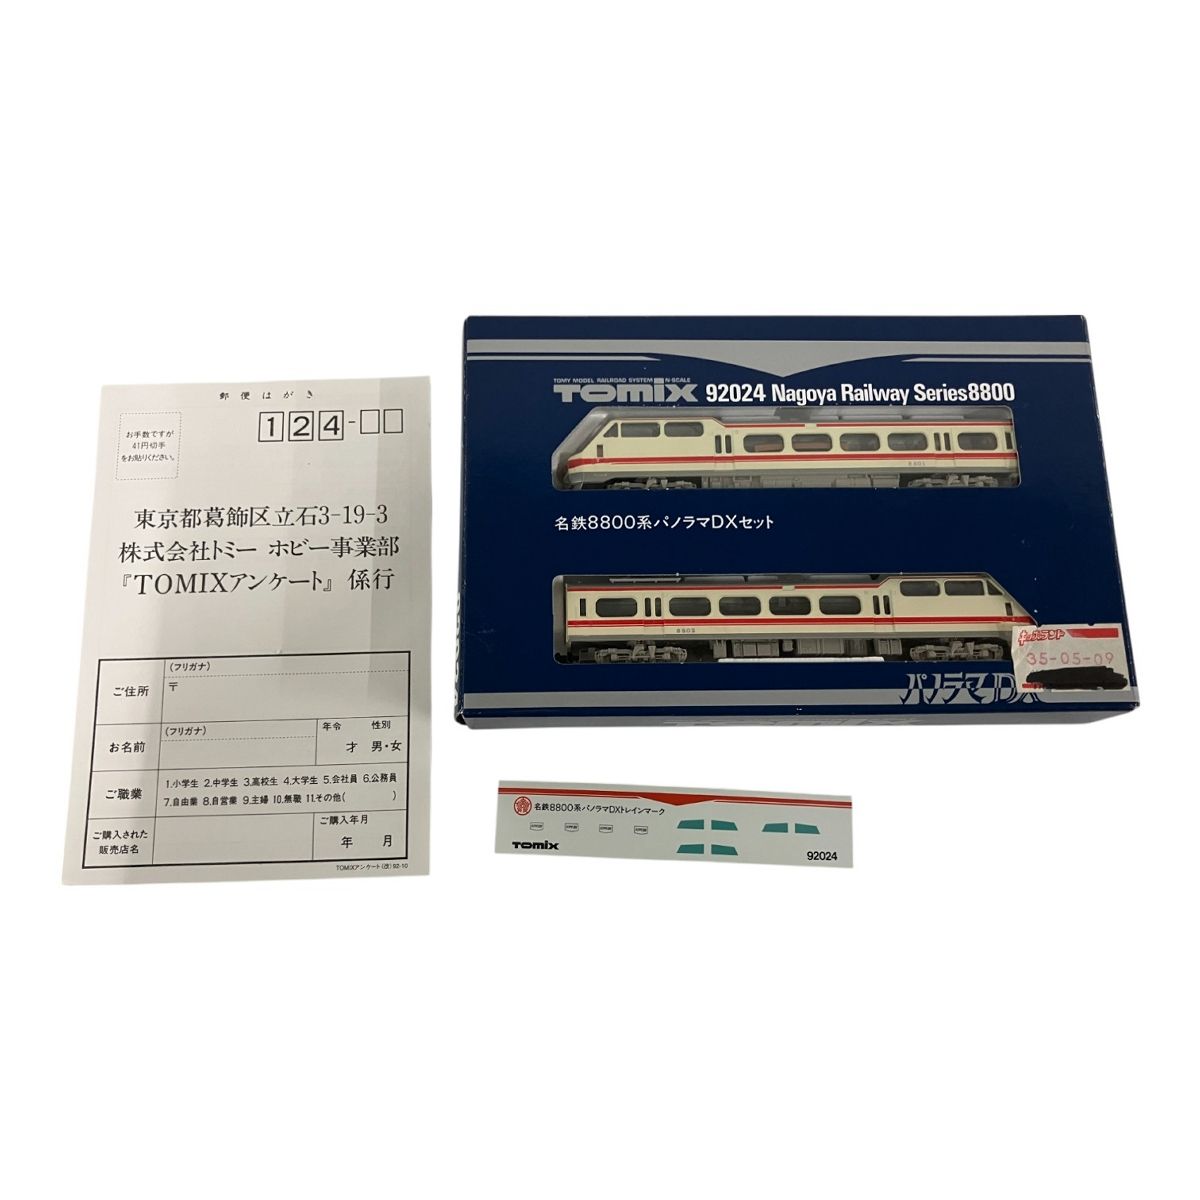 郵便はがき
お手数ですが
41円切手
をお貼りください。
124-
東京都葛飾区立石3-19-3
株式会社トミー ホビー事業部
『TOMIXアンケート』係行
ご住所
(フリガナ)
〒
お名前
(フリガナ)
年令 性別
才 男・女
ご職業
1.小学生 2.中学生 3.高校生 4.大学生 5.会社員 6.公務員
7.自由業 8.自営業 9.主婦 10.無職 11.その他( )
ご購入された
販売店名
ご購入年月
年 月
TOMIXアンケート(改)92-10
TOMY MODEL RAILROAD SYSTEM N-SCALE
TOMIX 92024 Nagoya Railway Series8800
名鉄8800系パノラマDXセット
8802
キッズランド
35-05-09
パノラマDX
名鉄8800系パノラマDXトレインマーク
TOMIX
92024